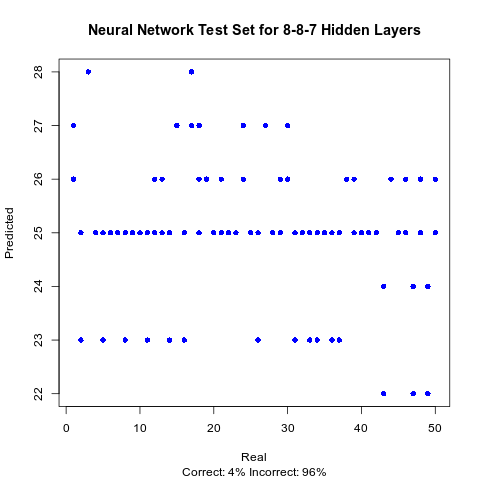 Neural Network Test Set for 8-8-7 Hidden Layers
28
27
26
25
24
23
22
Predicted
0 10 20 30 40 50
Real
Correct: 4% Incorrect: 96%